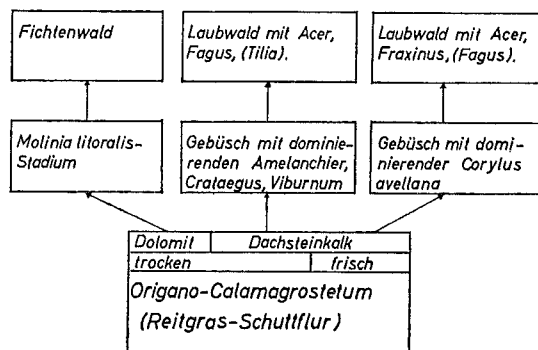 Fichtenwald
Laubwald mit Acer,
Fagus, (Tilia).
Laubwald mit Acer,
Fraxinus, (Fagus).
Molinia litoralis-
Stadium
Gebüsch mit dominie-
renden Amelanchier,
Crataegus, Viburnum
Gebüsch mit domi-
nierender Corylus
avellana
Dolomit Dachsteinkalk
trocken frisch
Origano-Calamagrostetum
(Reitgras-Schuttflur)